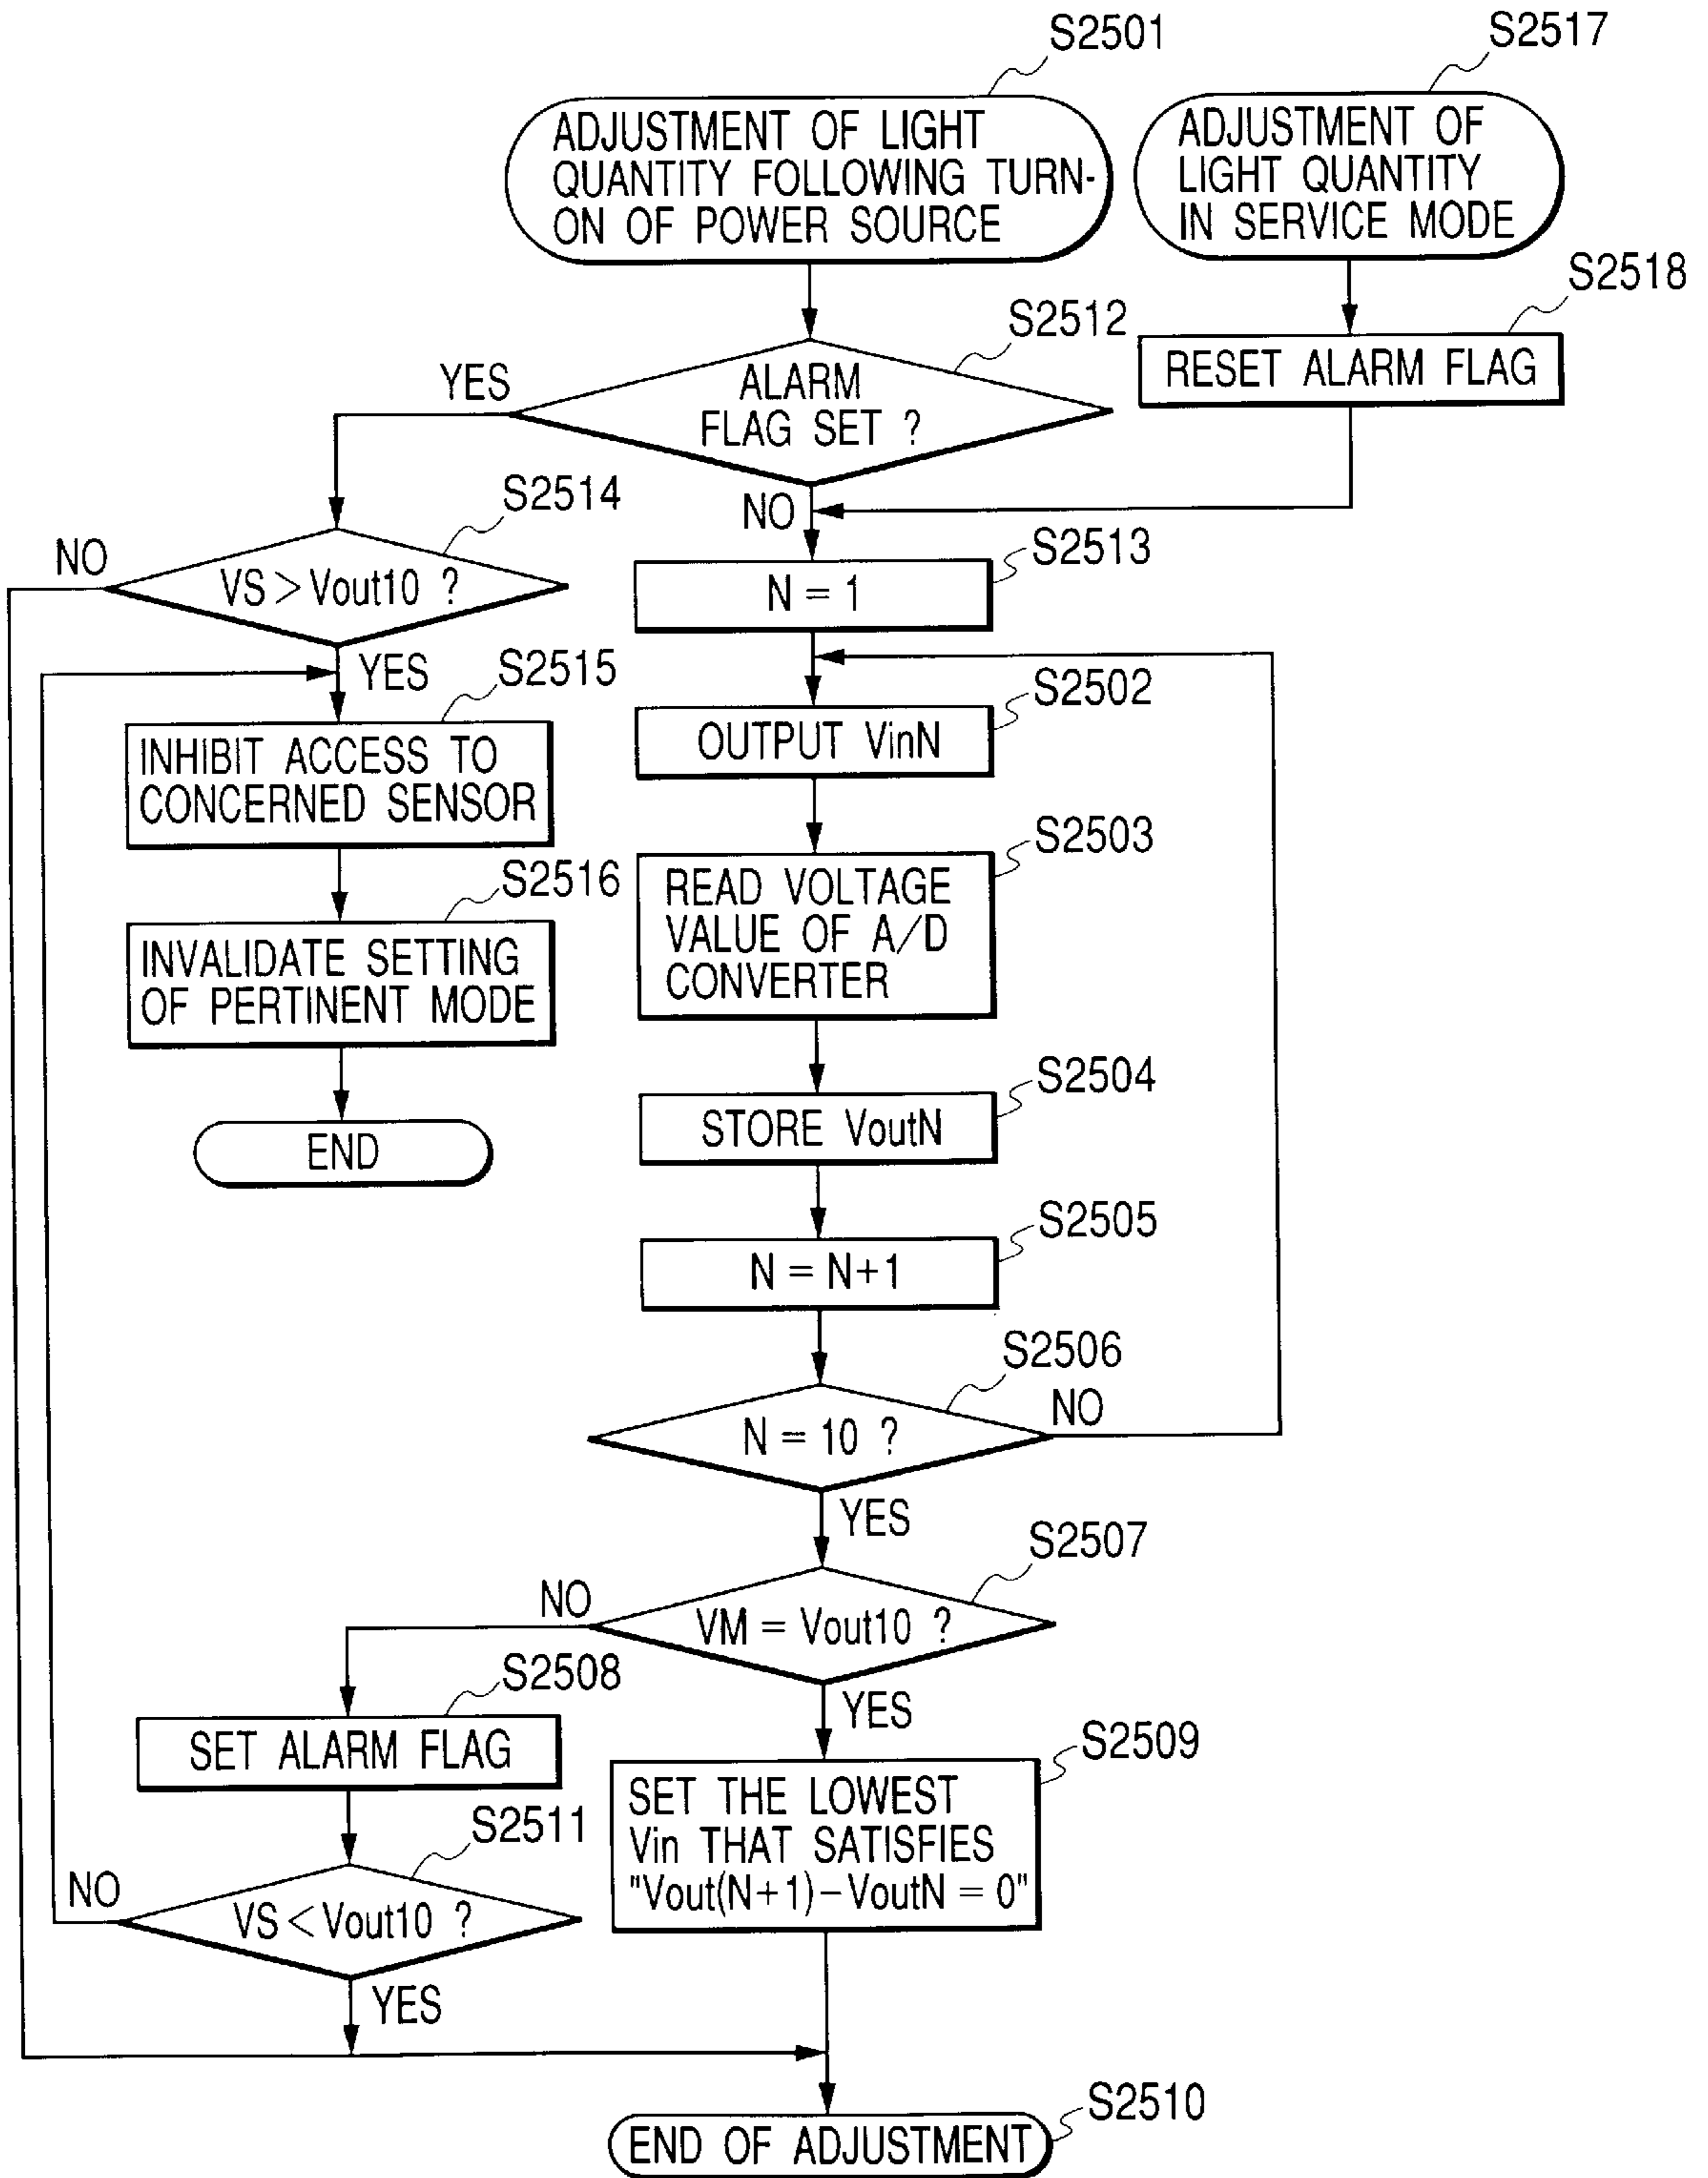 S2501
ADJUSTMENT OF LIGHT
QUANTITY FOLLOWING TURN-
ON OF POWER SOURCE
S2517
ADJUSTMENT OF
LIGHT QUANTITY
IN SERVICE MODE
S2518
RESET ALARM FLAG
S2512
ALARM
FLAG SET ?
YES
NO
S2514
VS > Vout10 ?
NO
YES
S2515
INHIBIT ACCESS TO
CONCERNED SENSOR
S2516
INVALIDATE SETTING
OF PERTINENT MODE
END
S2513
N = 1
S2502
OUTPUT VinN
S2503
READ VOLTAGE
VALUE OF A/D
CONVERTER
S2504
STORE VoutN
S2505
N = N+1
S2506
N = 10 ?
NO
YES
S2507
VM = Vout10 ?
NO
YES
S2508
SET ALARM FLAG
S2511
VS < Vout10 ?
NO
YES
S2509
SET THE LOWEST
Vin THAT SATISFIES
"Vout(N+1)−VoutN = 0"
S2510
END OF ADJUSTMENT